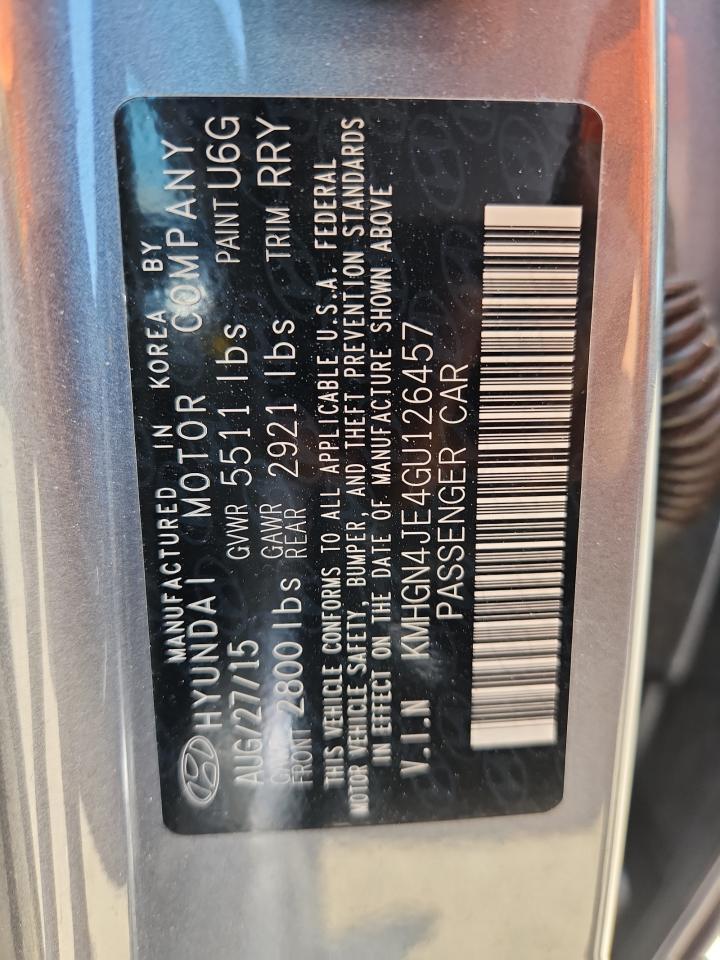 MANUFACTURED IN KOREA BY
HYUNDAI MOTOR COMPANY
AUG/27/15 GVWR 5511 lbs PAINT U6G
GAWR FRONT 2800 lbs GAWR REAR 2921 lbs TRIM RRY
THIS VEHICLE CONFORMS TO ALL APPLICABLE U.S.A. FEDERAL
MOTOR VEHICLE SAFETY, BUMPER, AND THEFT PREVENTION STANDARDS
IN EFFECT ON THE DATE OF MANUFACTURE SHOWN ABOVE
V.I.N KMHGN4JE4GU126457
PASSENGER CAR